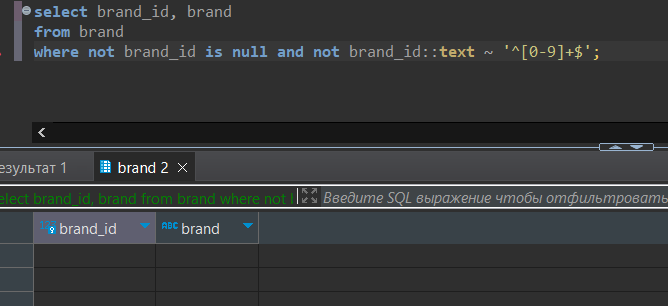 select brand_id, brand
from brand
where not brand_id is null and not brand_id::text ~ '^[0-9]+$';
езультат 1
brand 2
elect brand_id, brand from brand where not
Введите SQL выражение чтобы отфильтровать
brand_id
ABC brand